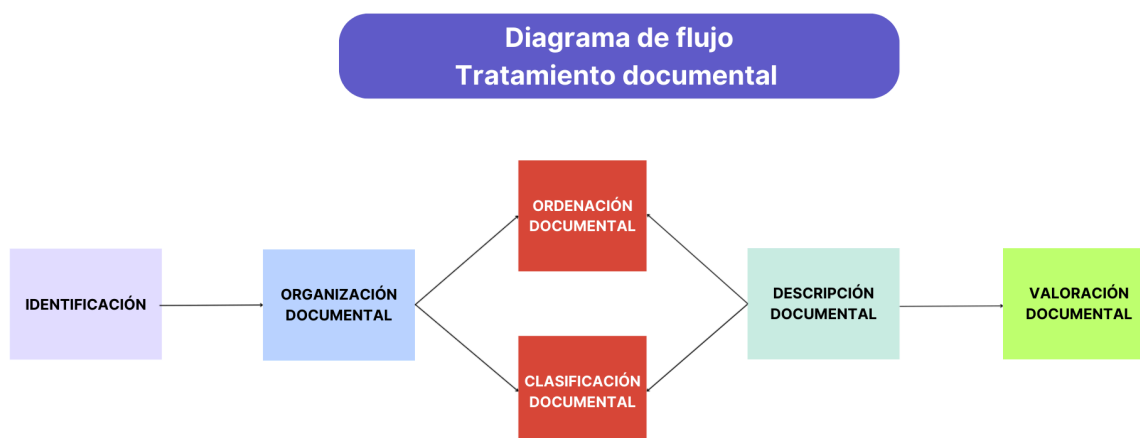 Diagrama de flujo
Tratamiento documental
IDENTIFICACIÓN
ORGANIZACIÓN
DOCUMENTAL
ORDENACIÓN
DOCUMENTAL
CLASIFICACIÓN
DOCUMENTAL
DESCRIPCIÓN
DOCUMENTAL
VALORACIÓN
DOCUMENTAL